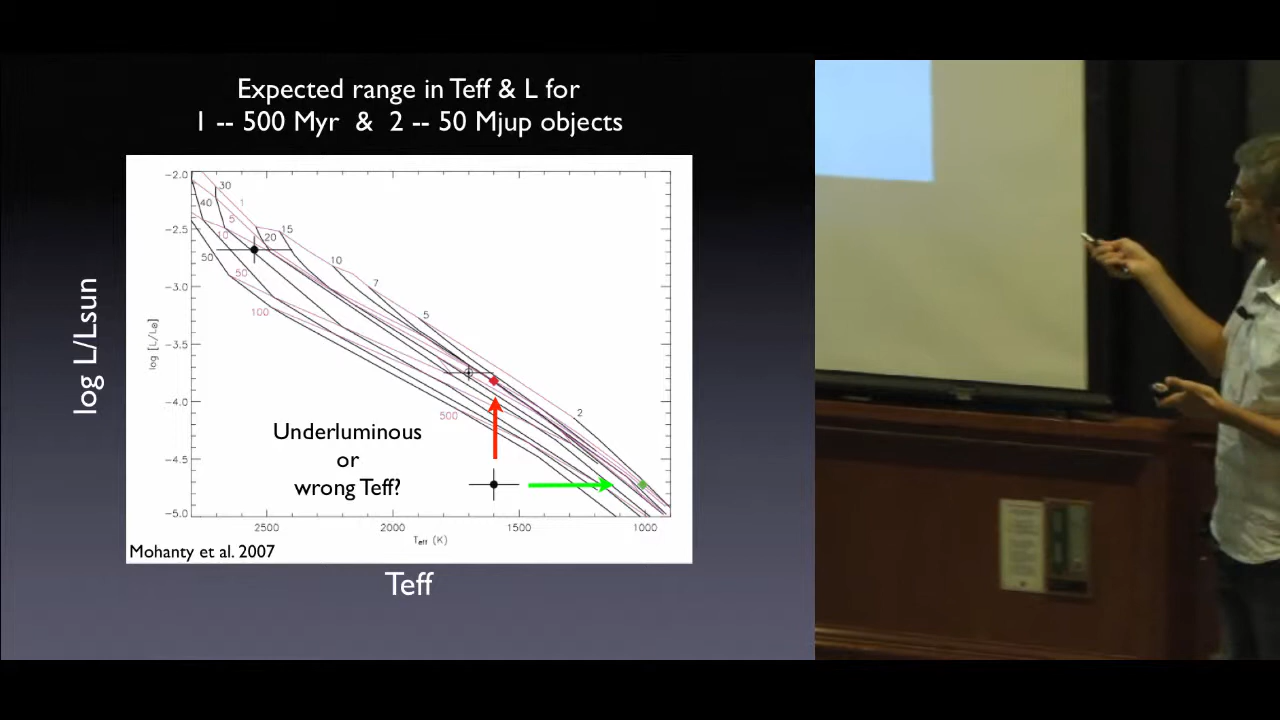 Expected range in Teff & L for
1 -- 500 Myr & 2 -- 50 Mjup objects
log L/Lsun
log [L/L⊙]
-2.0
-2.5
-3.0
-3.5
-4.0
-4.5
-5.0
30
40
1
5
10
20
15
50
50
100
10
7
5
2
500
Underluminous
or
wrong Teff?
2500
2000
1500
1000
Teff (K)
Mohanty et al. 2007
Teff